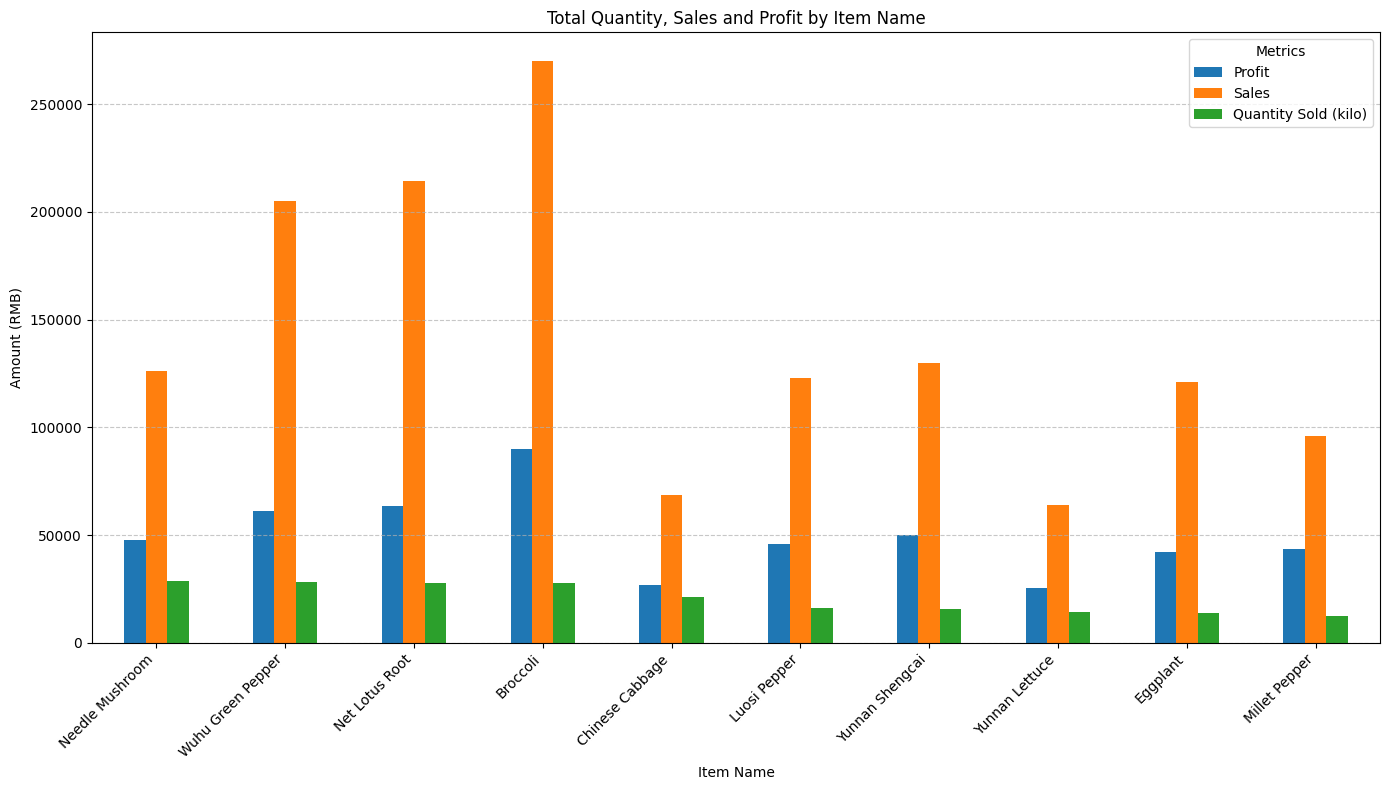 Total Quantity, Sales and Profit by Item Name
Metrics
Profit
Sales
Quantity Sold (kilo)
Amount (RMB)
250000
200000
150000
100000
50000
0
Needle Mushroom
Wuhu Green Pepper
Net Lotus Root
Broccoli
Chinese Cabbage
Luosi Pepper
Yunnan Shengcai
Yunnan Lettuce
Eggplant
Millet Pepper
Item Name